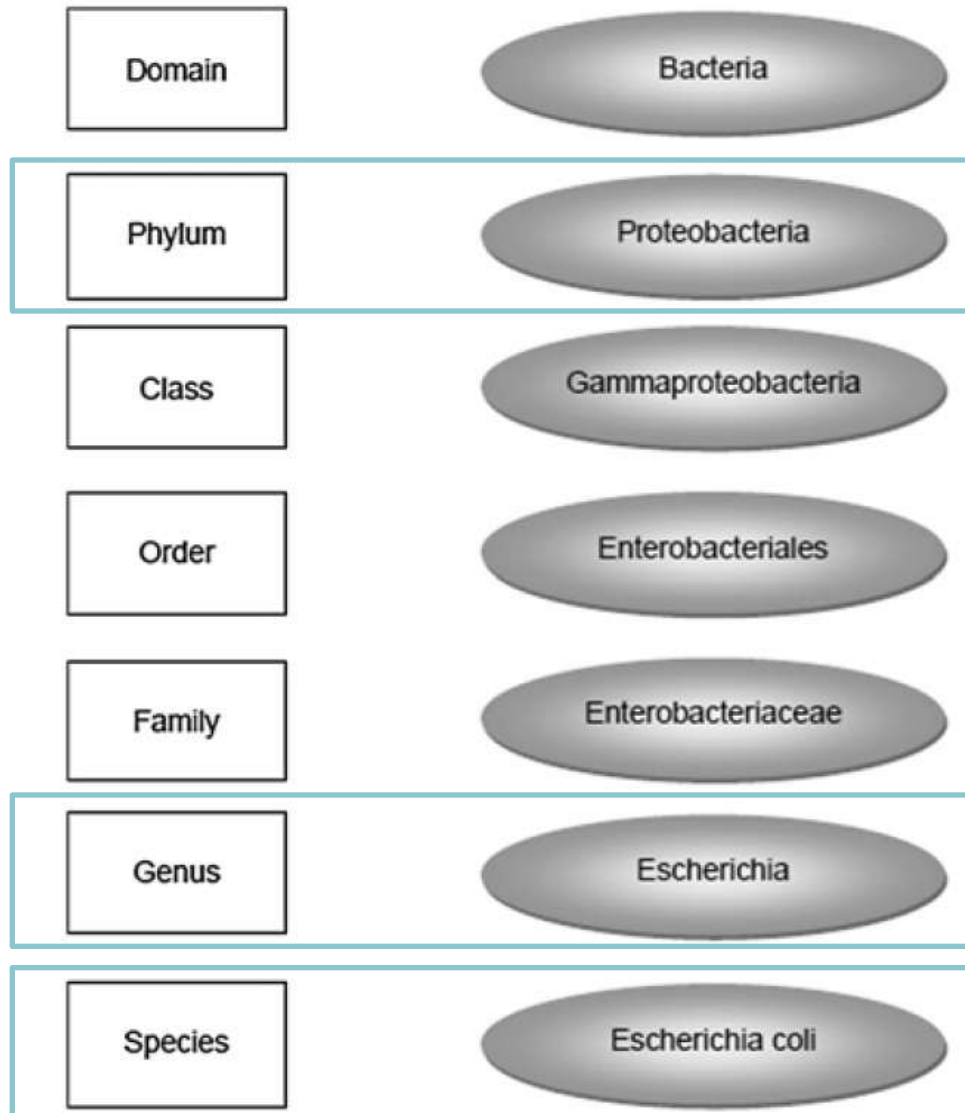 Domain Bacteria
Phylum Proteobacteria
Class Gammaproteobacteria
Order Enterobacteriales
Family Enterobacteriaceae
Genus Escherichia
Species Escherichia coli